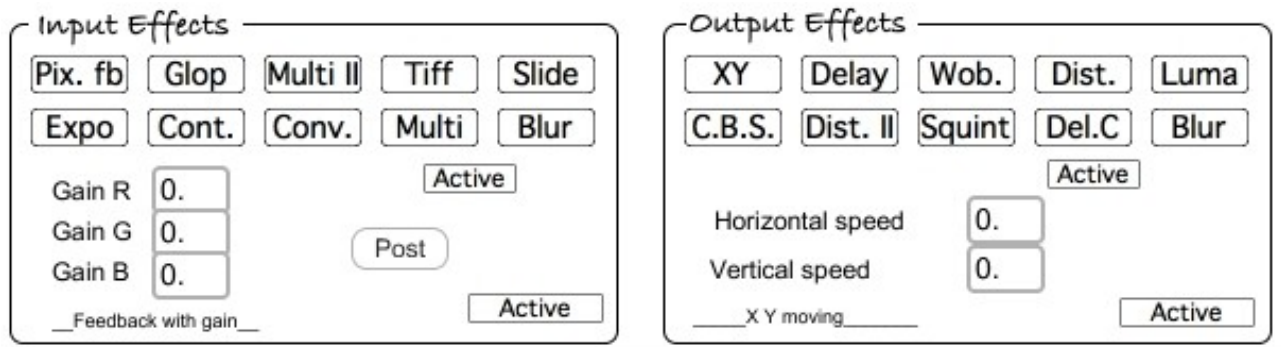 Input Effects
Pix. fb Glop Multi II Tiff Slide
Expo Cont. Conv. Multi Blur
Active
Gain R 0.
Gain G 0.
Post
Gain B 0.
Active
__Feedback with gain__
Output Effects
XY Delay Wob. Dist. Luma
C.B.S. Dist. II Squint Del.C Blur
Active
Horizontal speed 0.
Vertical speed 0.
Active
_____X Y moving_______